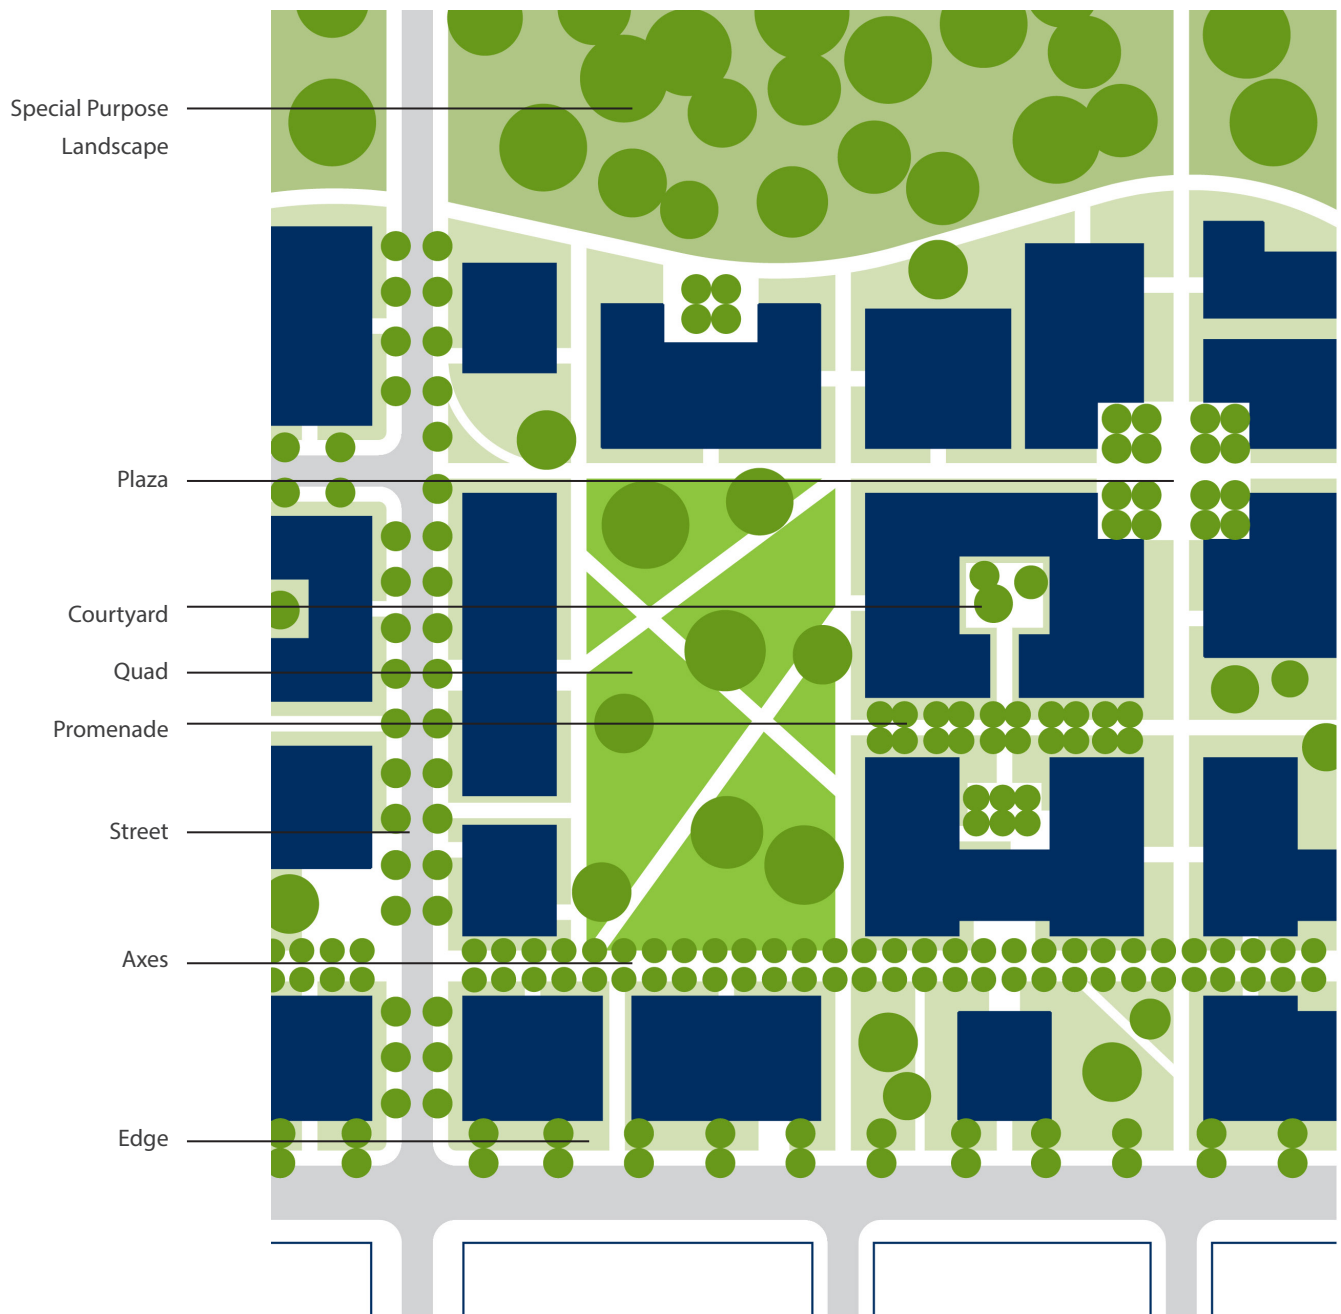 Special Purpose
Landscape
Plaza
Courtyard
Quad
Promenade
Street
Axes
Edge